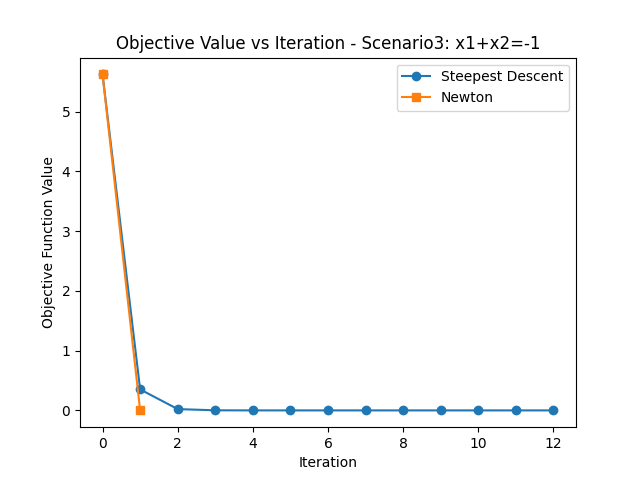 Objective Value vs Iteration - Scenario3: x1+x2=-1
Steepest Descent
Newton
Objective Function Value
5
4
3
2
1
0
0 2 4 6 8 10 12
Iteration